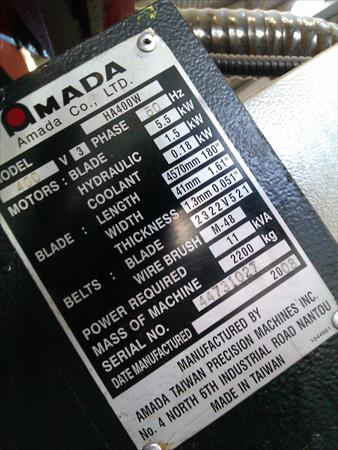 AMADA
Amada Co., LTD.
MODEL HA400W
400 V 3 PHASE 50 Hz
MOTORS : BLADE 5.5 kW
HYDRAULIC 1.5 kW
COOLANT 0.18 kW
BLADE : LENGTH 4570mm 180"
WIDTH 41mm 1.61"
THICKNESS 1.3mm 0.051"
BELTS : BLADE 2322V521
WIRE BRUSH M-48
POWER REQUIRED 11 kVA
MASS OF MACHINE 2200 kg
SERIAL NO. 44731027
DATE MANUFACTURED 2008
MANUFACTURED BY
AMADA TAIWAN PRECISION MACHINES INC.
No. 4 NORTH 6TH INDUSTRIAL ROAD NANTOU
MADE IN TAIWAN